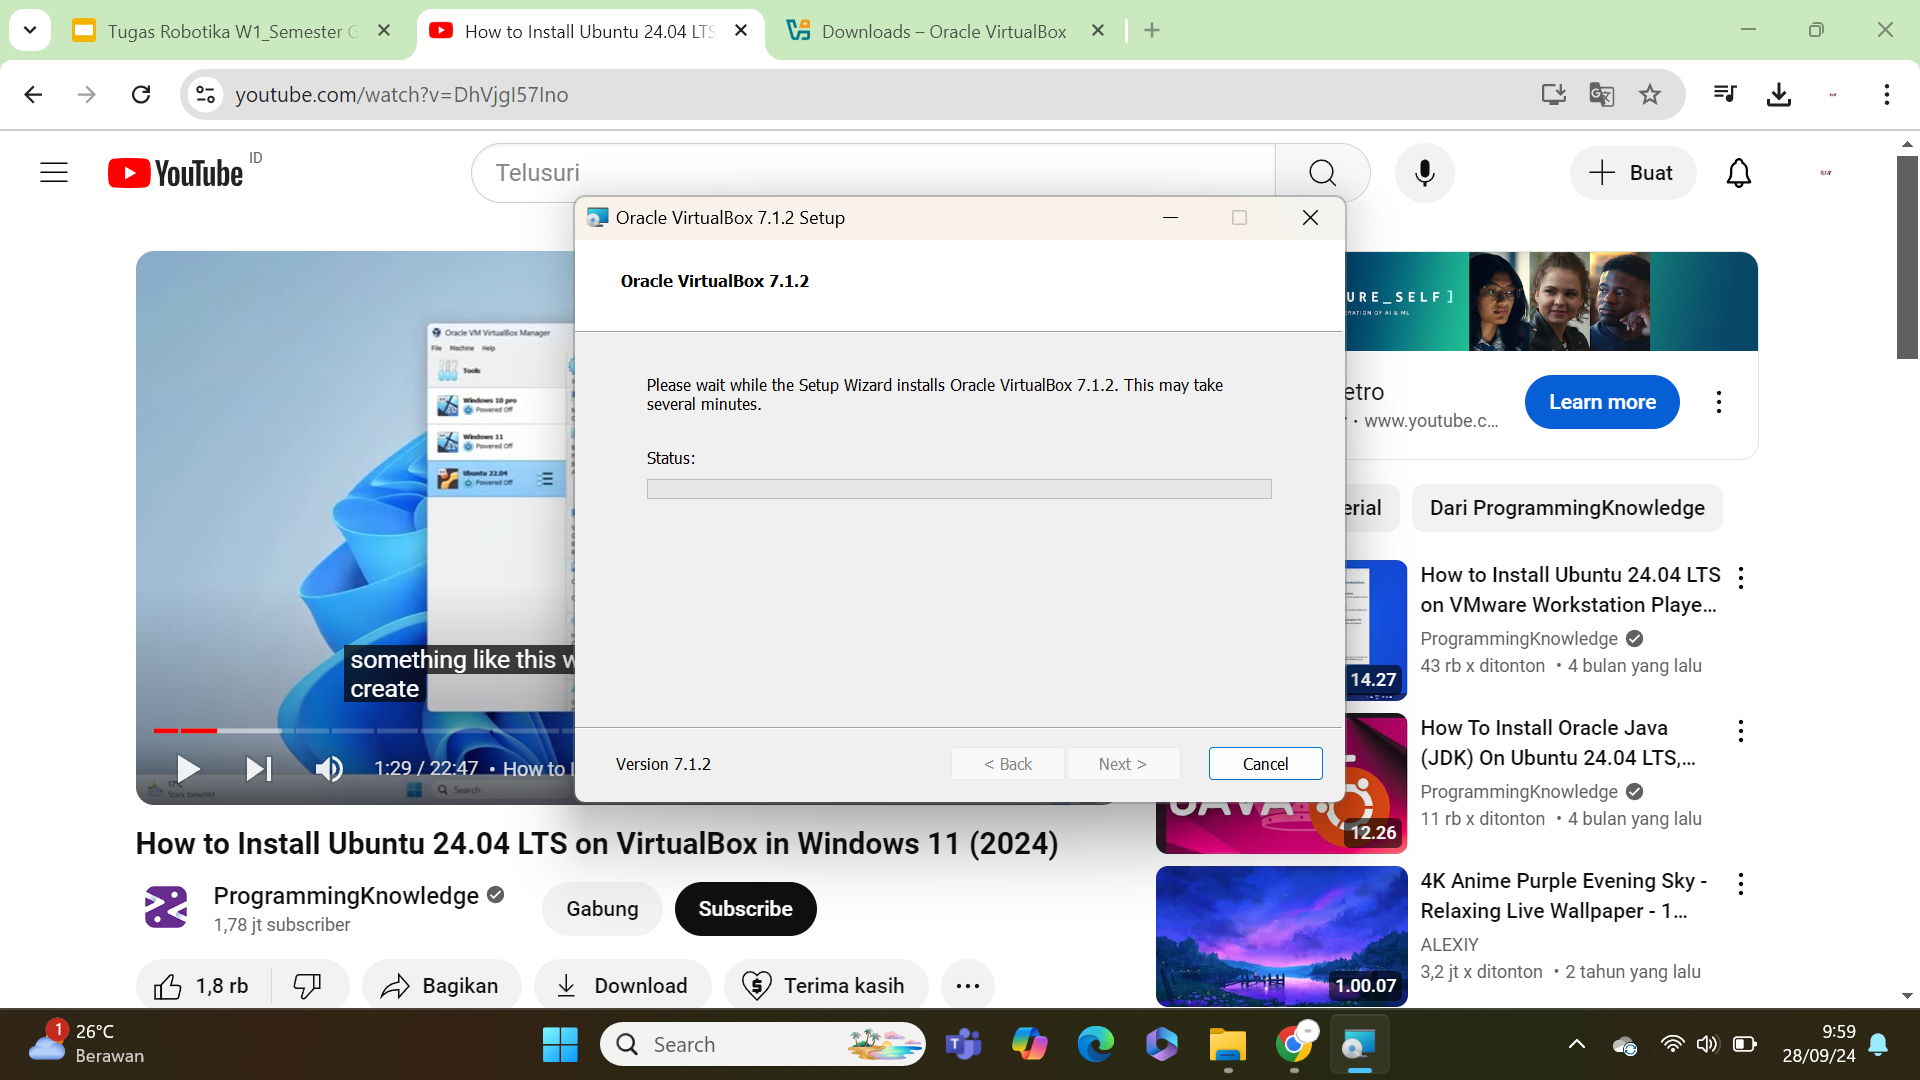 Tugas Robotika W1_Semester G
How to Install Ubuntu 24.04 LTS
Downloads – Oracle VirtualBox
youtube.com/watch?v=DhVjgI57Ino
YouTube ID
Telusuri
Buat
Oracle VirtualBox 7.1.2 Setup
Oracle VirtualBox 7.1.2
Please wait while the Setup Wizard installs Oracle VirtualBox 7.1.2. This may take
several minutes.
Status:
Version 7.1.2
< Back
Next >
Cancel
Oracle VM VirtualBox Manager
File Machine Help
Tools
Windows 10 pro
Powered Off
Windows 11
Powered Off
Ubuntu 22.04
Powered Off
something like this w
create
1:29 / 22:47 • How to I
Search
URE_SELF ]
ERATION OF AI & ML
etro
· www.youtube.c...
Learn more
erial
Dari ProgrammingKnowledge
How to Install Ubuntu 24.04 LTS
on VMware Workstation Playe...
ProgrammingKnowledge
43 rb x ditonton • 4 bulan yang lalu
14.27
How To Install Oracle Java
(JDK) On Ubuntu 24.04 LTS,...
ProgrammingKnowledge
11 rb x ditonton • 4 bulan yang lalu
JAVA
12.26
4K Anime Purple Evening Sky -
Relaxing Live Wallpaper - 1...
ALEXIY
3,2 jt x ditonton • 2 tahun yang lalu
1.00.07
How to Install Ubuntu 24.04 LTS on VirtualBox in Windows 11 (2024)
ProgrammingKnowledge
1,78 jt subscriber
Gabung
Subscribe
1,8 rb
Bagikan
Download
Terima kasih
1
26°C
Berawan
Search
9:59
28/09/24